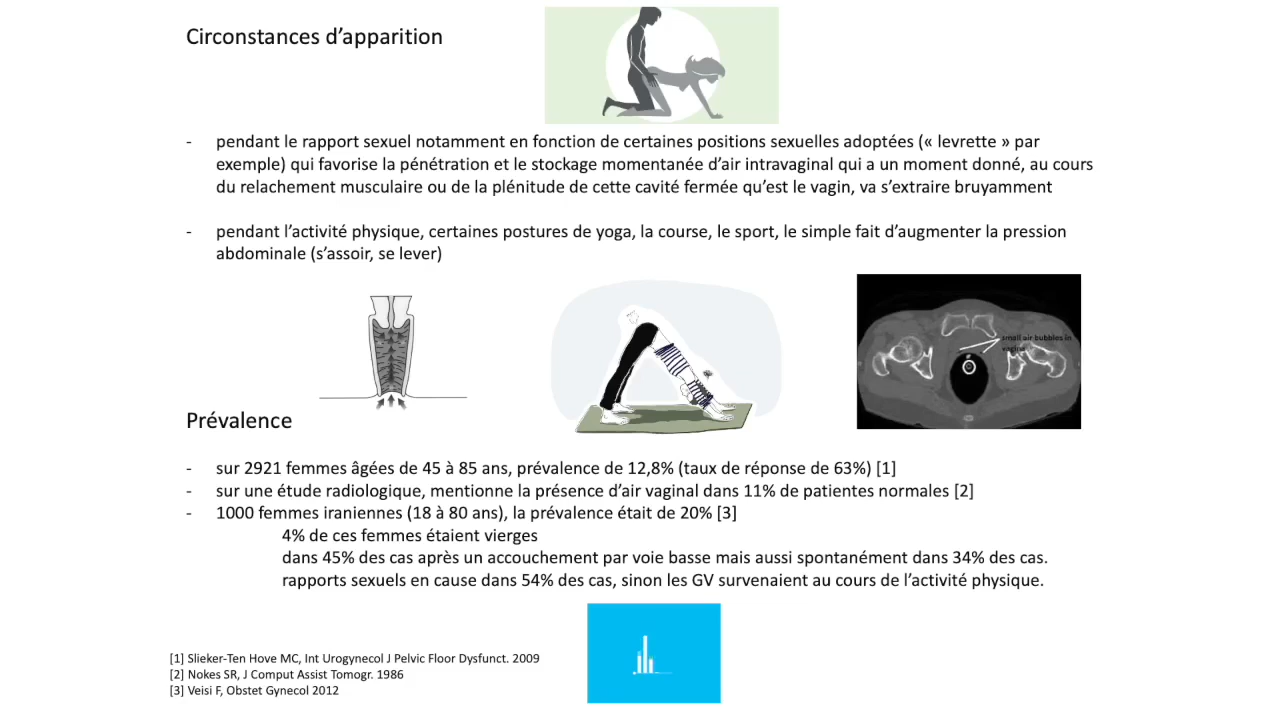 Circonstances d’apparition
- pendant le rapport sexuel notamment en fonction de certaines positions sexuelles adoptées (« levrette » par
exemple) qui favorise la pénétration et le stockage momentanée d’air intravaginal qui a un moment donné, au cours
du relachement musculaire ou de la plénitude de cette cavité fermée qu’est le vagin, va s’extraire bruyamment
- pendant l’activité physique, certaines postures de yoga, la course, le sport, le simple fait d’augmenter la pression
abdominale (s’assoir, se lever)
small air bubbles in
vagina
Prévalence
- sur 2921 femmes âgées de 45 à 85 ans, prévalence de 12,8% (taux de réponse de 63%) [1]
- sur une étude radiologique, mentionne la présence d’air vaginal dans 11% de patientes normales [2]
- 1000 femmes iraniennes (18 à 80 ans), la prévalence était de 20% [3]
4% de ces femmes étaient vierges
dans 45% des cas après un accouchement par voie basse mais aussi spontanément dans 34% des cas.
rapports sexuels en cause dans 54% des cas, sinon les GV survenaient au cours de l’activité physique.
[1] Slieker-Ten Hove MC, Int Urogynecol J Pelvic Floor Dysfunct. 2009
[2] Nokes SR, J Comput Assist Tomogr. 1986
[3] Veisi F, Obstet Gynecol 2012